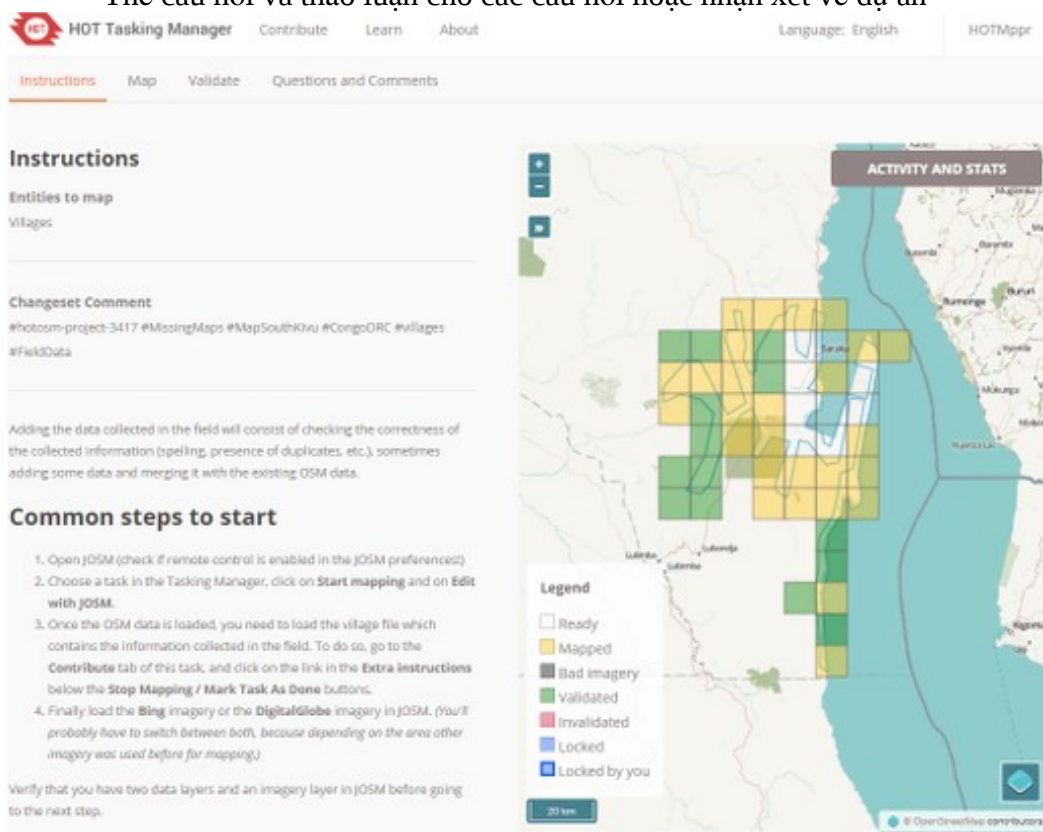 Thẻ câu hỏi và thảo luận cho các câu hỏi hoặc nhận xét về dự án
HOT Tasking Manager Contribute Learn About Language: English HOTMppr
Instructions Map Validate Questions and Comments
Instructions
Entities to map
Villages
Changeset Comment
#hotosm-project-3417 #MissingMaps #MapSouthKivu #CongoDRC #villages
#FieldData
Adding the data collected in the field will consist of checking the correctness of
the collected information (spelling, presence of duplicates, etc.), sometimes
adding some data and merging it with the existing OSM data.
Common steps to start
1. Open JOSM (check if remote control is enabled in the JOSM preferences!)
2. Choose a task in the Tasking Manager, click on Start mapping and on Edit
with JOSM.
3. Once the OSM data is loaded, you need to load the village file which
contains the information collected in the field. To do so, go to the
Contribute tab of this task, and click on the link in the Extra instructions
below the Stop Mapping / Mark Task As Done buttons.
4. Finally load the Bing imagery or the DigitalGlobe imagery in JOSM. (You'll
probably have to switch between both, because depending on the area other
imagery was used before for mapping.)
Verify that you have two data layers and an imagery layer in JOSM before going
to the next step.
ACTIVITY AND STATS
Bururi
Rumonge
Baraka
Lulimba
Lubondja
Legend
Ready
Mapped
Bad imagery
Validated
Invalidated
Locked
Locked by you
20 km
© OpenStreetMap contributors